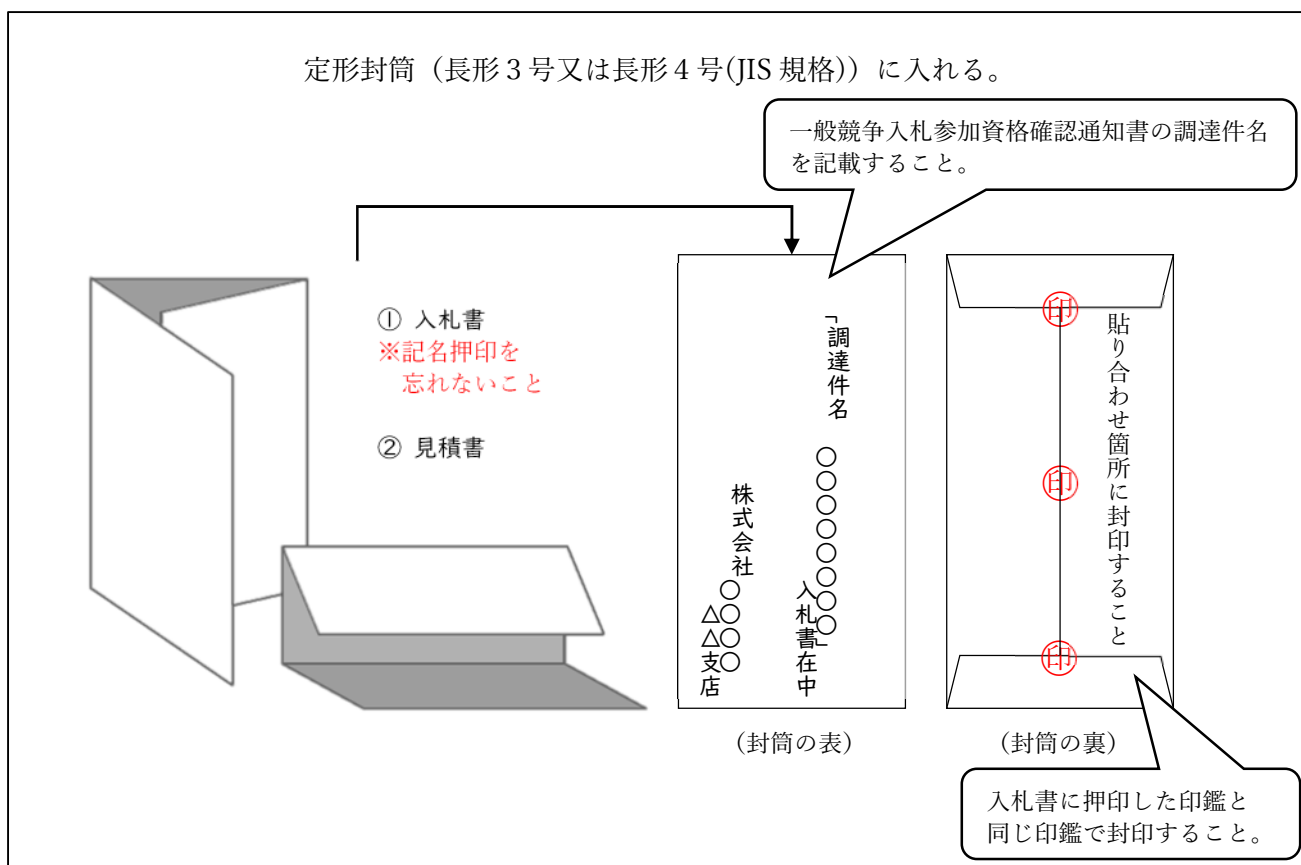 定形封筒（長形３号又は長形４号(JIS 規格)）に入れる。
一般競争入札参加資格確認通知書の調達件名
を記載すること。
① 入札書
※記名押印を
忘れないこと
② 見積書
「調達件名　○○○○○○○○」
入札書在中
株式会社○○○○
△△支店
印
印
印
貼り合わせ箇所に封印すること
（封筒の表）
（封筒の裏）
入札書に押印した印鑑と
同じ印鑑で封印すること。